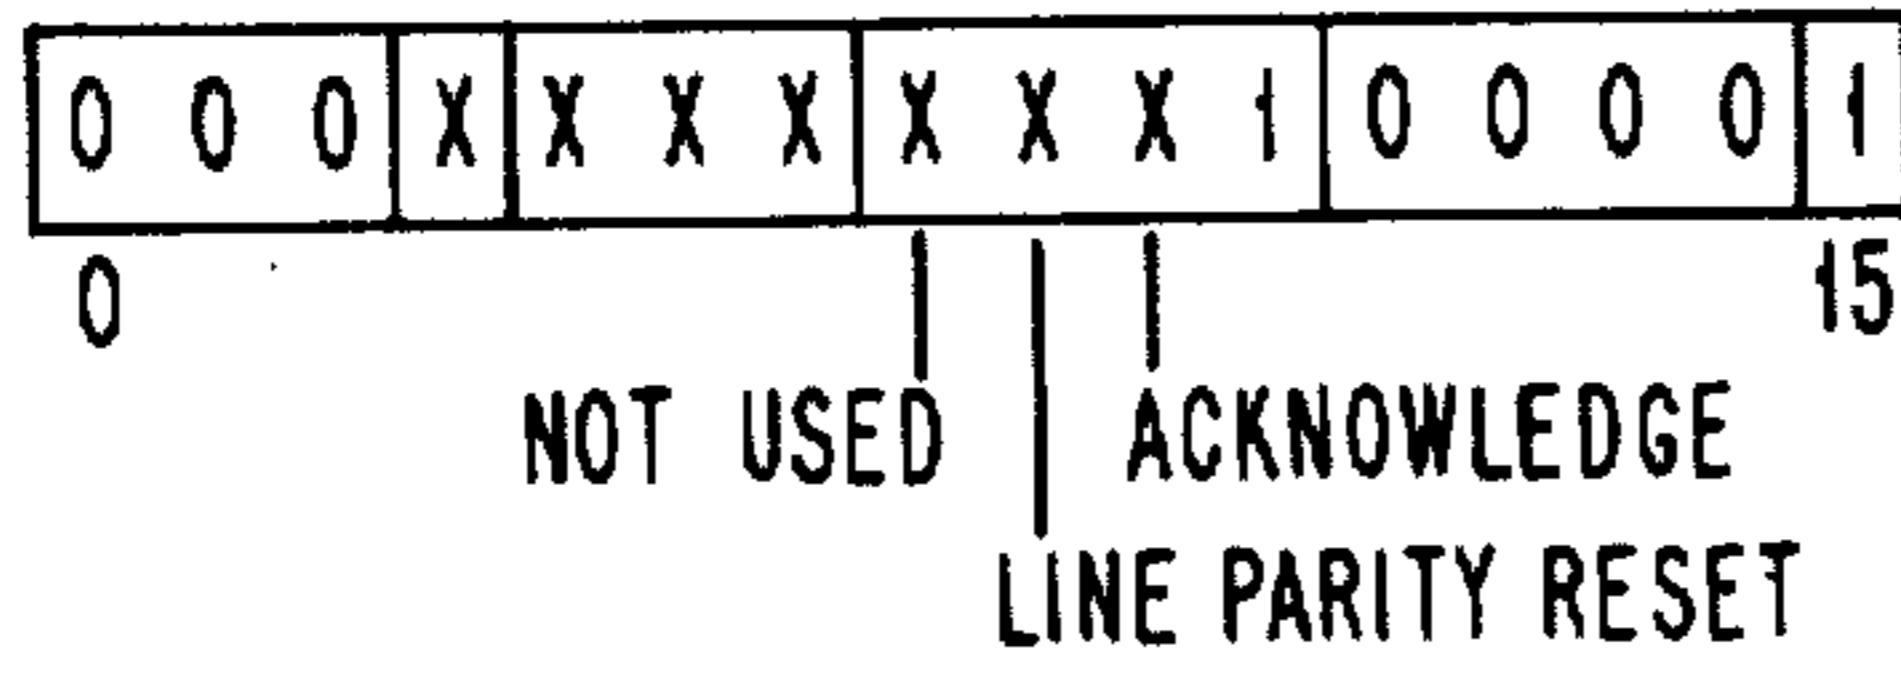 0 0 0 X X X X X X X 1 0 0 0 0 1
0 15
NOT USED ACKNOWLEDGE
LINE PARITY RESET